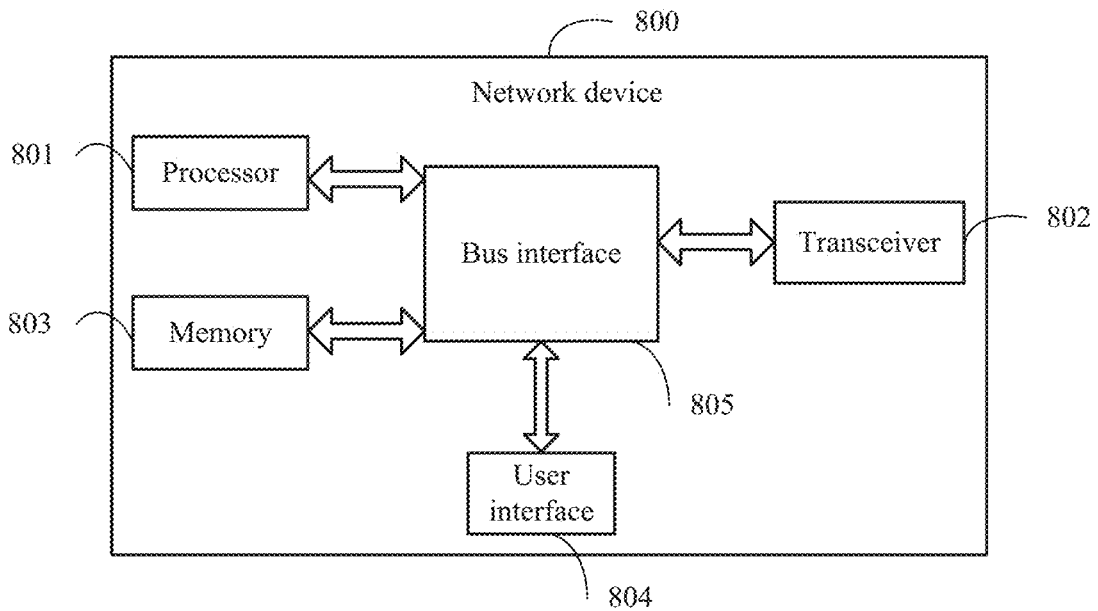 800
Network device
801
Processor
Bus interface
Transceiver
802
803
Memory
805
User
interface
804